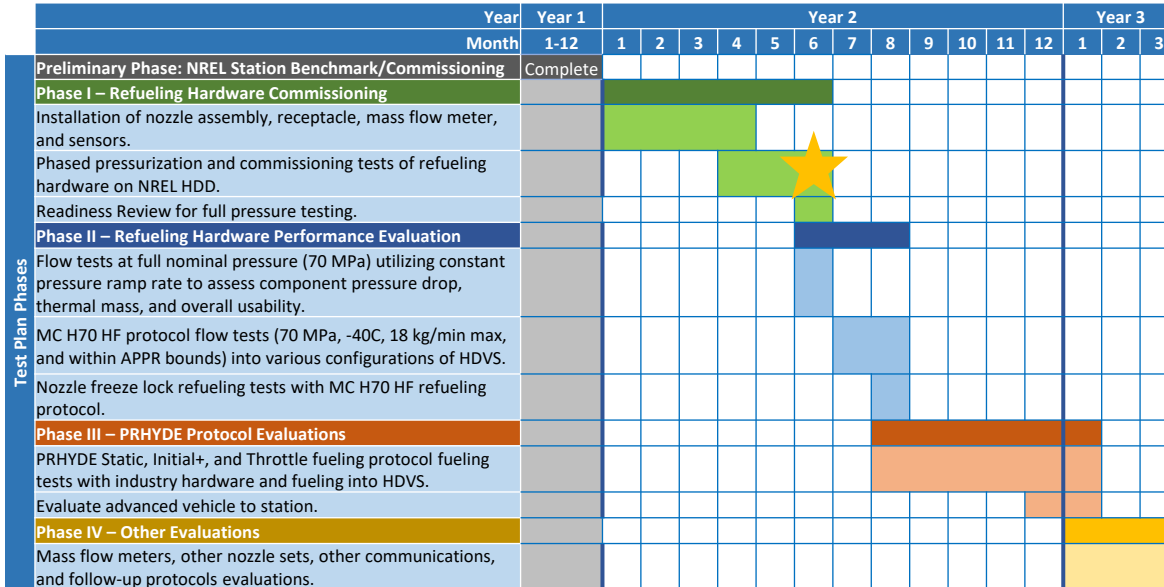 Year Year 1 Year 2 Year 3
Month 1-12 1 2 3 4 5 6 7 8 9 10 11 12 1 2 3
Test Plan Phases
Preliminary Phase: NREL Station Benchmark/Commissioning Complete
Phase I – Refueling Hardware Commissioning
Installation of nozzle assembly, receptacle, mass flow meter,
and sensors.
Phased pressurization and commissioning tests of refueling
hardware on NREL HDD.
Readiness Review for full pressure testing.
Phase II – Refueling Hardware Performance Evaluation
Flow tests at full nominal pressure (70 MPa) utilizing constant
pressure ramp rate to assess component pressure drop,
thermal mass, and overall usability.
MC H70 HF protocol flow tests (70 MPa, -40C, 18 kg/min max,
and within APPR bounds) into various configurations of HDVS.
Nozzle freeze lock refueling tests with MC H70 HF refueling
protocol.
Phase III – PRHYDE Protocol Evaluations
PRHYDE Static, Initial+, and Throttle fueling protocol fueling
tests with industry hardware and fueling into HDVS.
Evaluate advanced vehicle to station.
Phase IV – Other Evaluations
Mass flow meters, other nozzle sets, other communications,
and follow-up protocols evaluations.